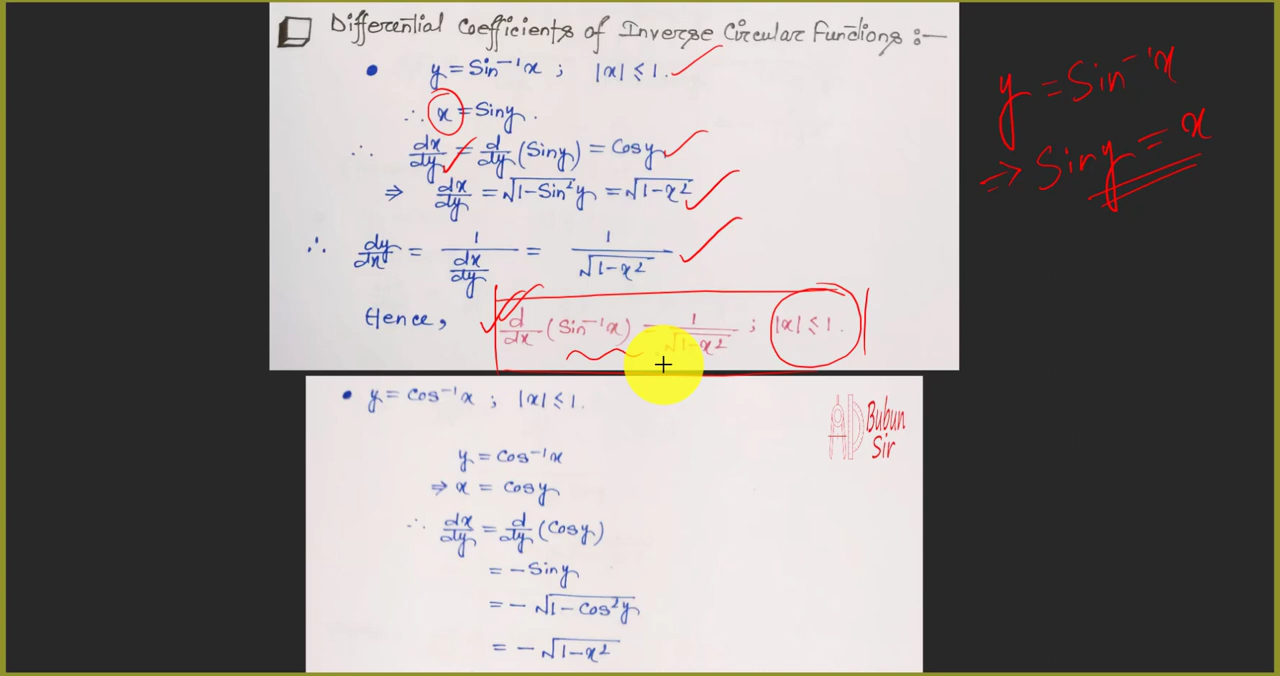 Differential Coefficients of Inverse Circular Functions :—
• y = Sin⁻¹x ; |x| ≤ 1.
∴ x = Siny.
∴ dx/dy = d/dy (Siny) = Cosy
⇒ dx/dy = √(1-Sin²y) = √(1-x²)
∴ dy/dx = 1/(dx/dy) = 1/√(1-x²)
Hence, d/dx (Sin⁻¹x) = 1/√(1-x²) ; |x| ≤ 1.
y = Sin⁻¹x
⇒ Siny = x
• y = Cos⁻¹x ; |x| ≤ 1.
y = Cos⁻¹x
⇒ x = Cosy
∴ dx/dy = d/dy (Cosy)
= -Siny
= -√(1-Cos²y)
= -√(1-x²)
AD
Bubun
Sir